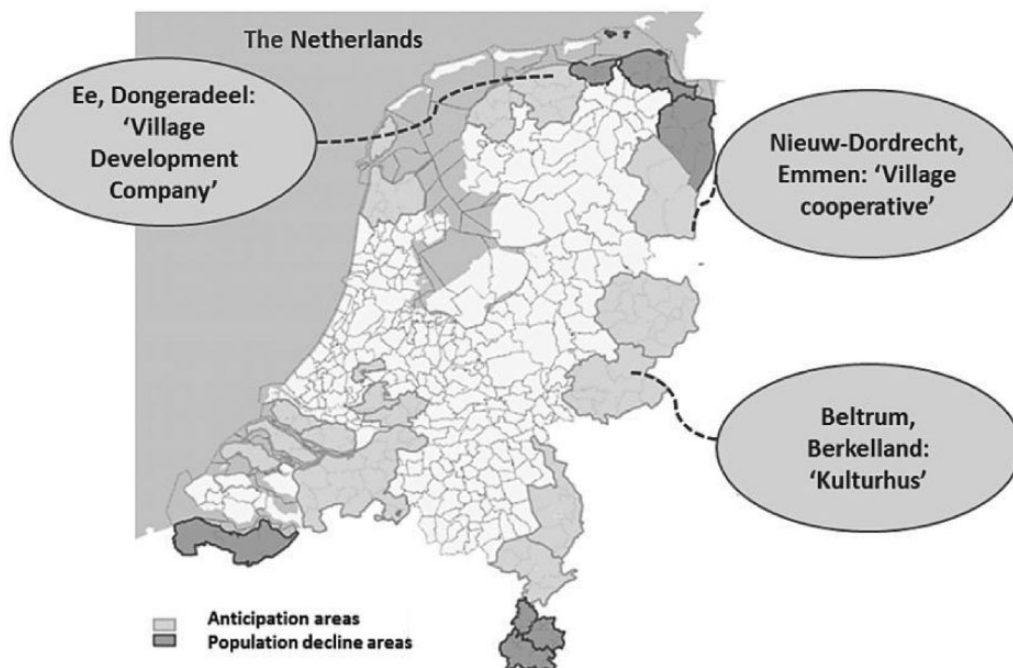 The Netherlands
Ee, Dongeradeel:
‘Village
Development
Company’
Nieuw-Dordrecht,
Emmen: ‘Village
cooperative’
Beltrum,
Berkelland:
‘Kulturhus’
Anticipation areas
Population decline areas